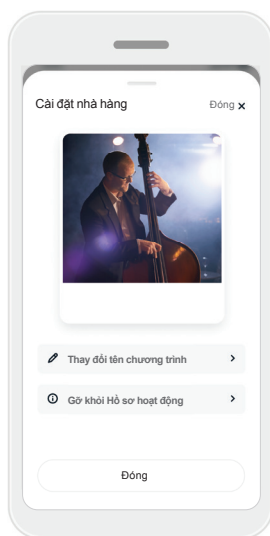 Cài đặt nhà hàng
Đóng x
Thay đổi tên chương trình
Gỡ khỏi Hồ sơ hoạt động
Đóng